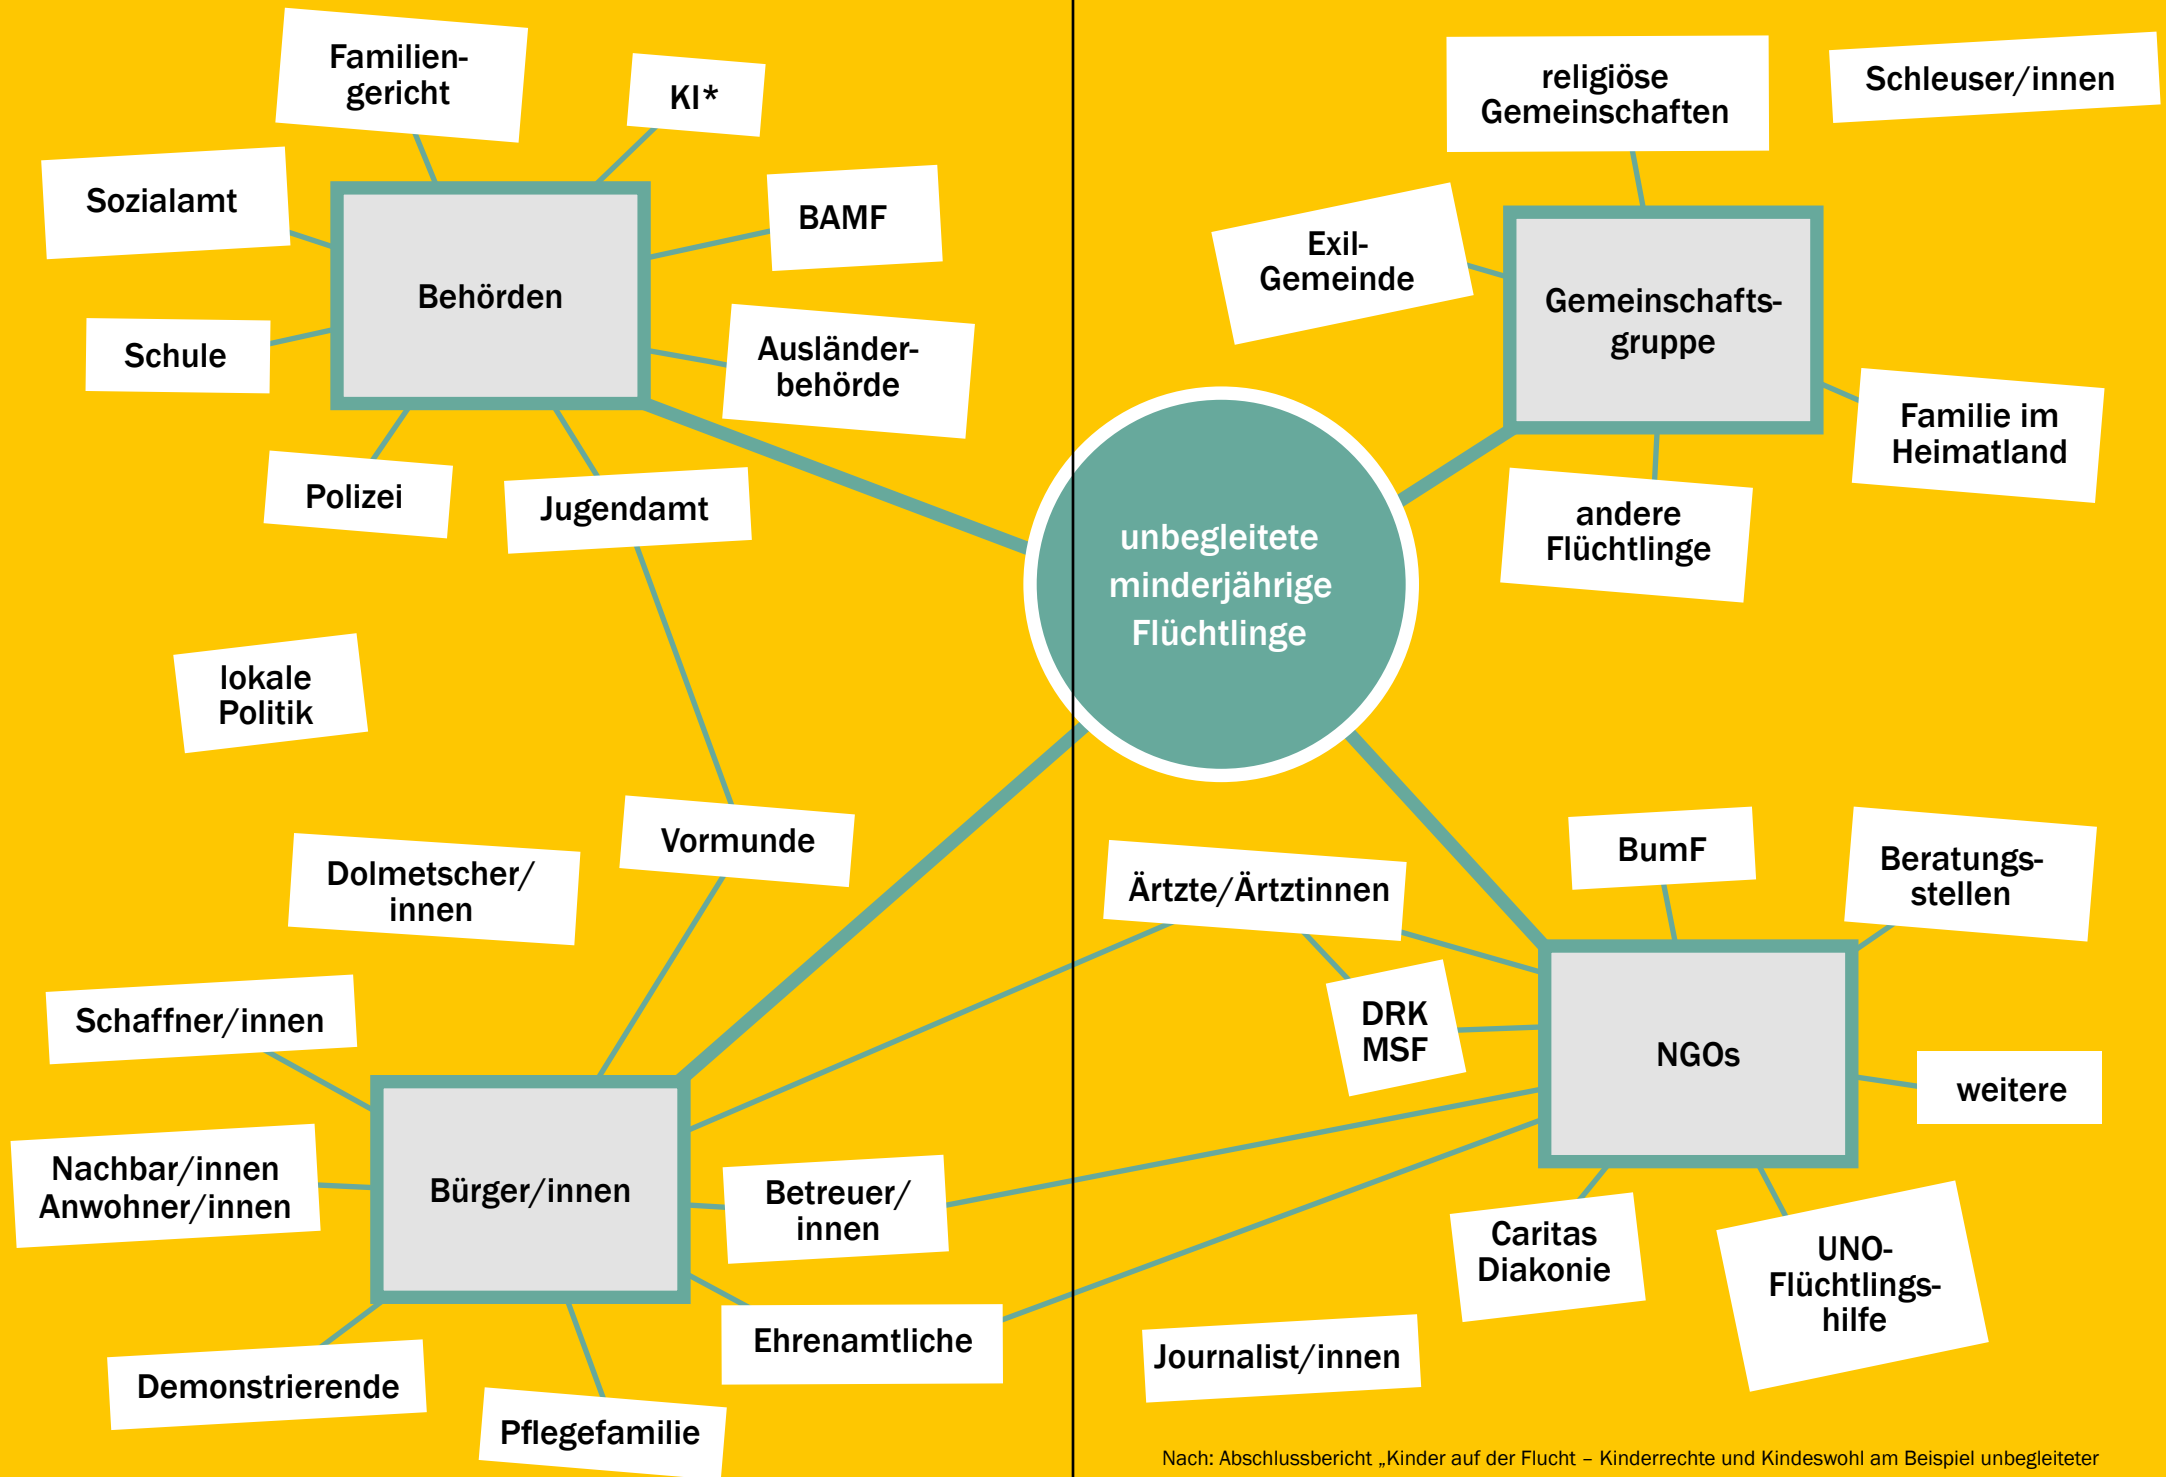 Familien-
gericht
KI*
Sozialamt
BAMF
Behörden
Schule
Ausländer-
behörde
Polizei
Jugendamt
lokale
Politik
Vormunde
Dolmetscher/
innen
Schaffner/innen
Nachbar/innen
Anwohner/innen
Bürger/innen
Betreuer/
innen
Ehrenamtliche
Demonstrierende
Pflegefamilie
religiöse
Gemeinschaften
Schleuser/innen
Exil-
Gemeinde
Gemeinschafts-
gruppe
Familie im
Heimatland
andere
Flüchtlinge
unbegleitete
minderjährige
Flüchtlinge
BumF
Beratungs-
stellen
Ärtzte/Ärtztinnen
DRK
MSF
NGOs
weitere
Caritas
Diakonie
UNO-
Flüchtlings-
hilfe
Journalist/innen
Nach: Abschlussbericht „Kinder auf der Flucht – Kinderrechte und Kindeswohl am Beispiel unbegleiteter